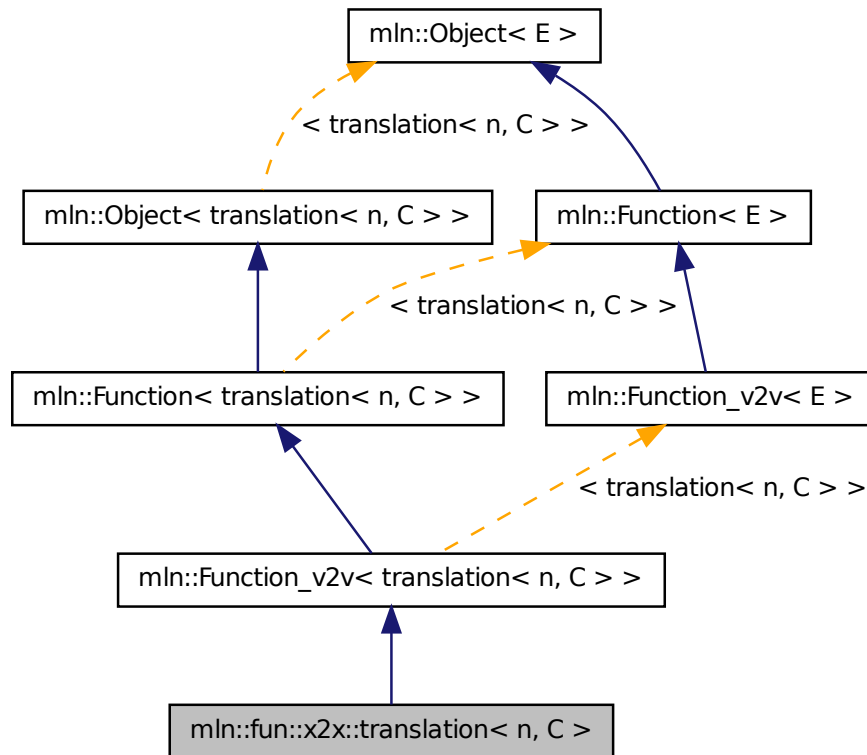 mln::Object< E >
< translation< n, C > >
mln::Object< translation< n, C > >
mln::Function< E >
< translation< n, C > >
mln::Function< translation< n, C > >
mln::Function_v2v< E >
< translation< n, C > >
mln::Function_v2v< translation< n, C > >
mln::fun::x2x::translation< n, C >